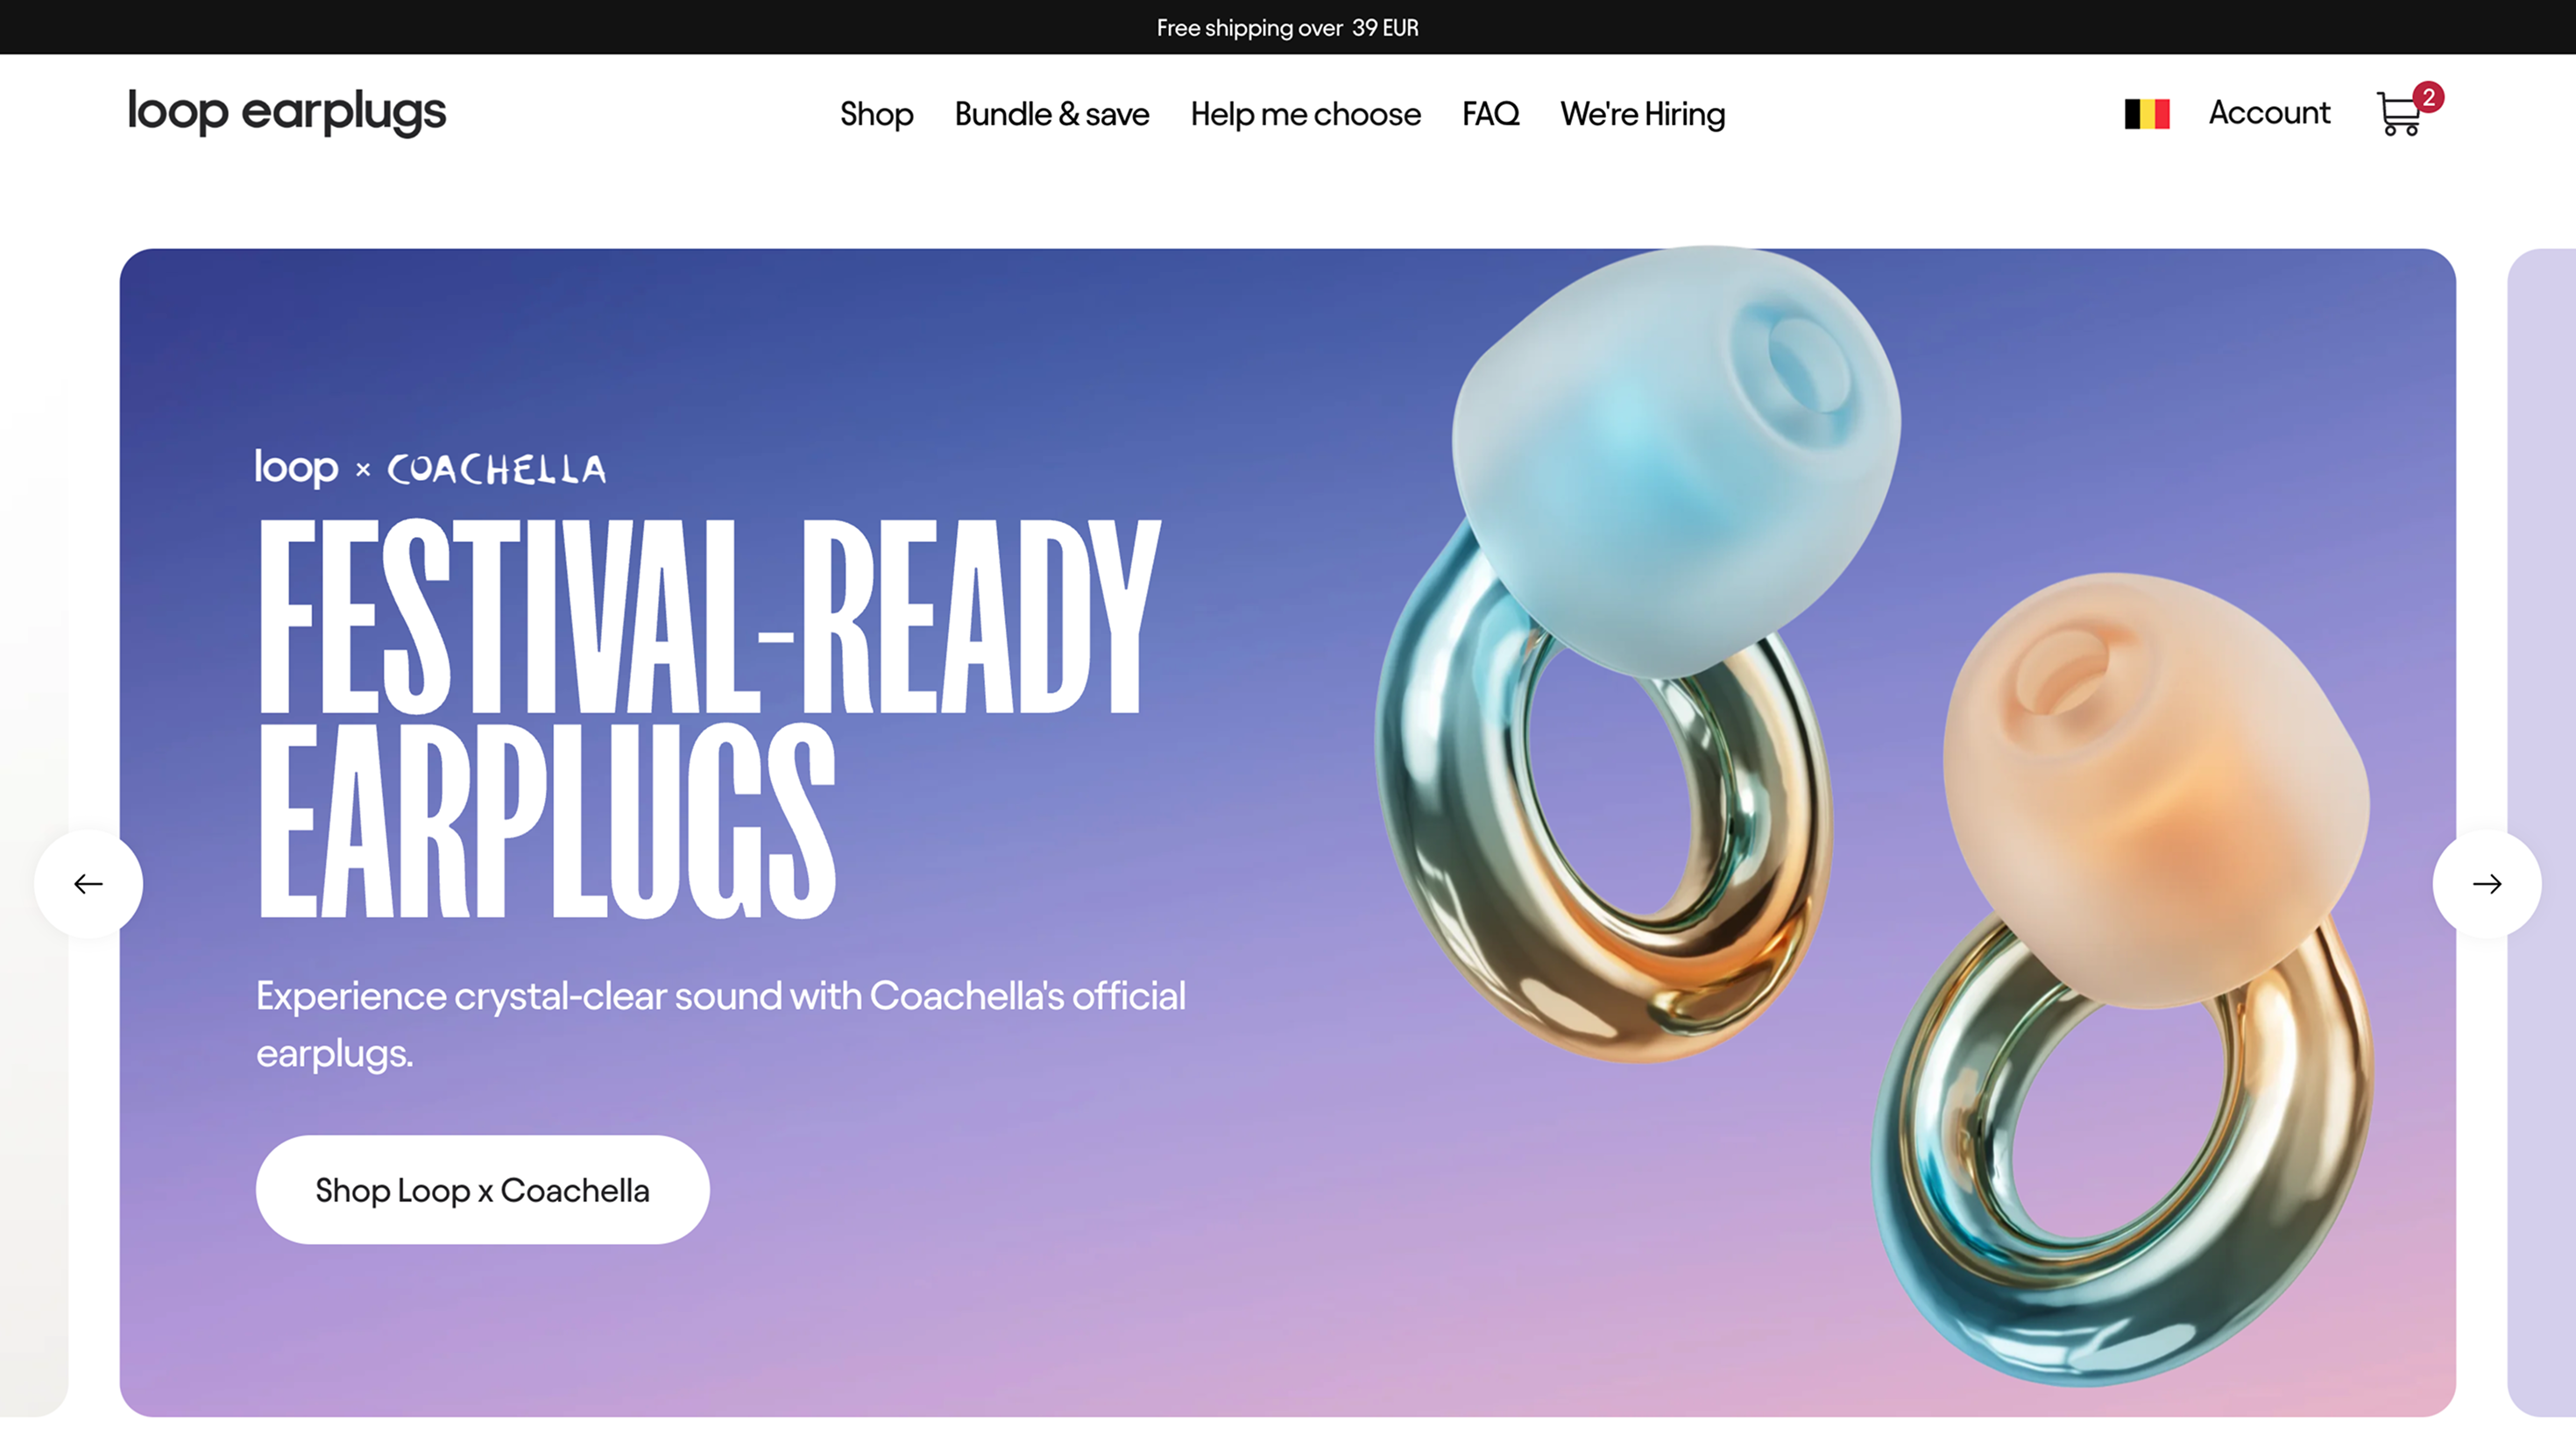 Free shipping over 39 EUR
loop earplugs
Shop
Bundle & save
Help me choose
FAQ
We're Hiring
Account
2
loop × COACHELLA
FESTIVAL-READY
EARPLUGS
Experience crystal-clear sound with Coachella's official
earplugs.
Shop Loop x Coachella